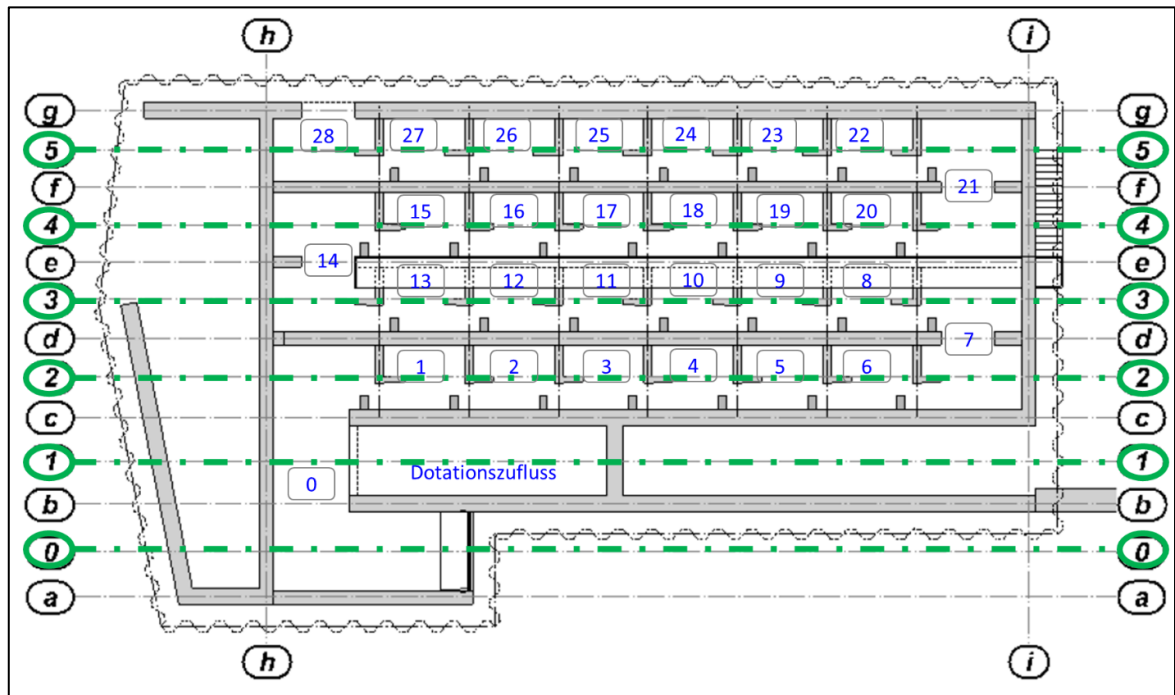 h i
g g
28 27 26 25 24 23 22
5 5
f 21 f
15 16 17 18 19 20
4 4
e 14 e
13 12 11 10 9 8
3 3
d 7 d
1 2 3 4 5 6
2 2
c c
1 Dotationszufluss 1
0
b b
0 0
a a
h i